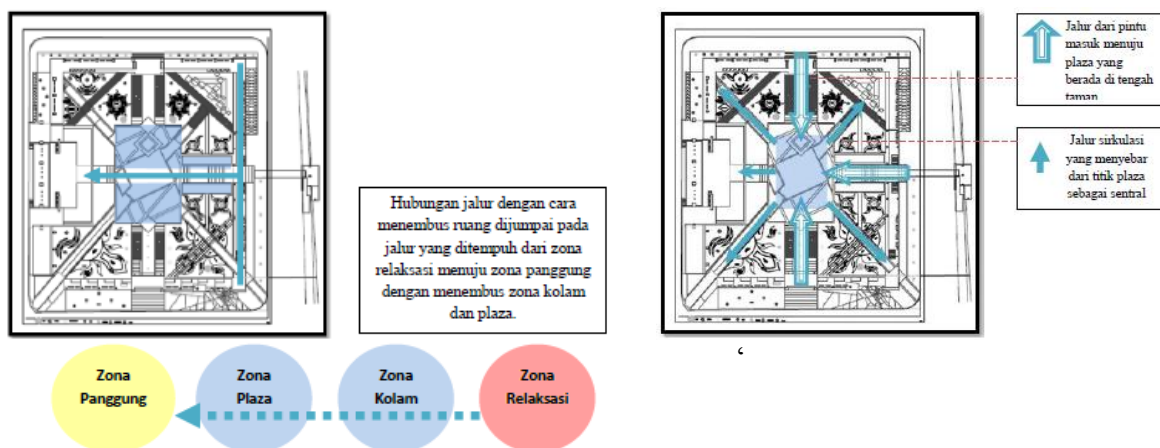 Jalur dari pintu
masuk menuju
plaza yang
berada di tengah
taman
Jalur sirkulasi
yang menyebar
dari titik plaza
sebagai sentral
Hubungan jalur dengan cara
menembus ruang dijumpai pada
jalur yang ditempuh dari zona
relaksasi menuju zona panggung
dengan menembus zona kolam
dan plaza.
Zona
Panggung
Zona
Plaza
Zona
Kolam
Zona
Relaksasi